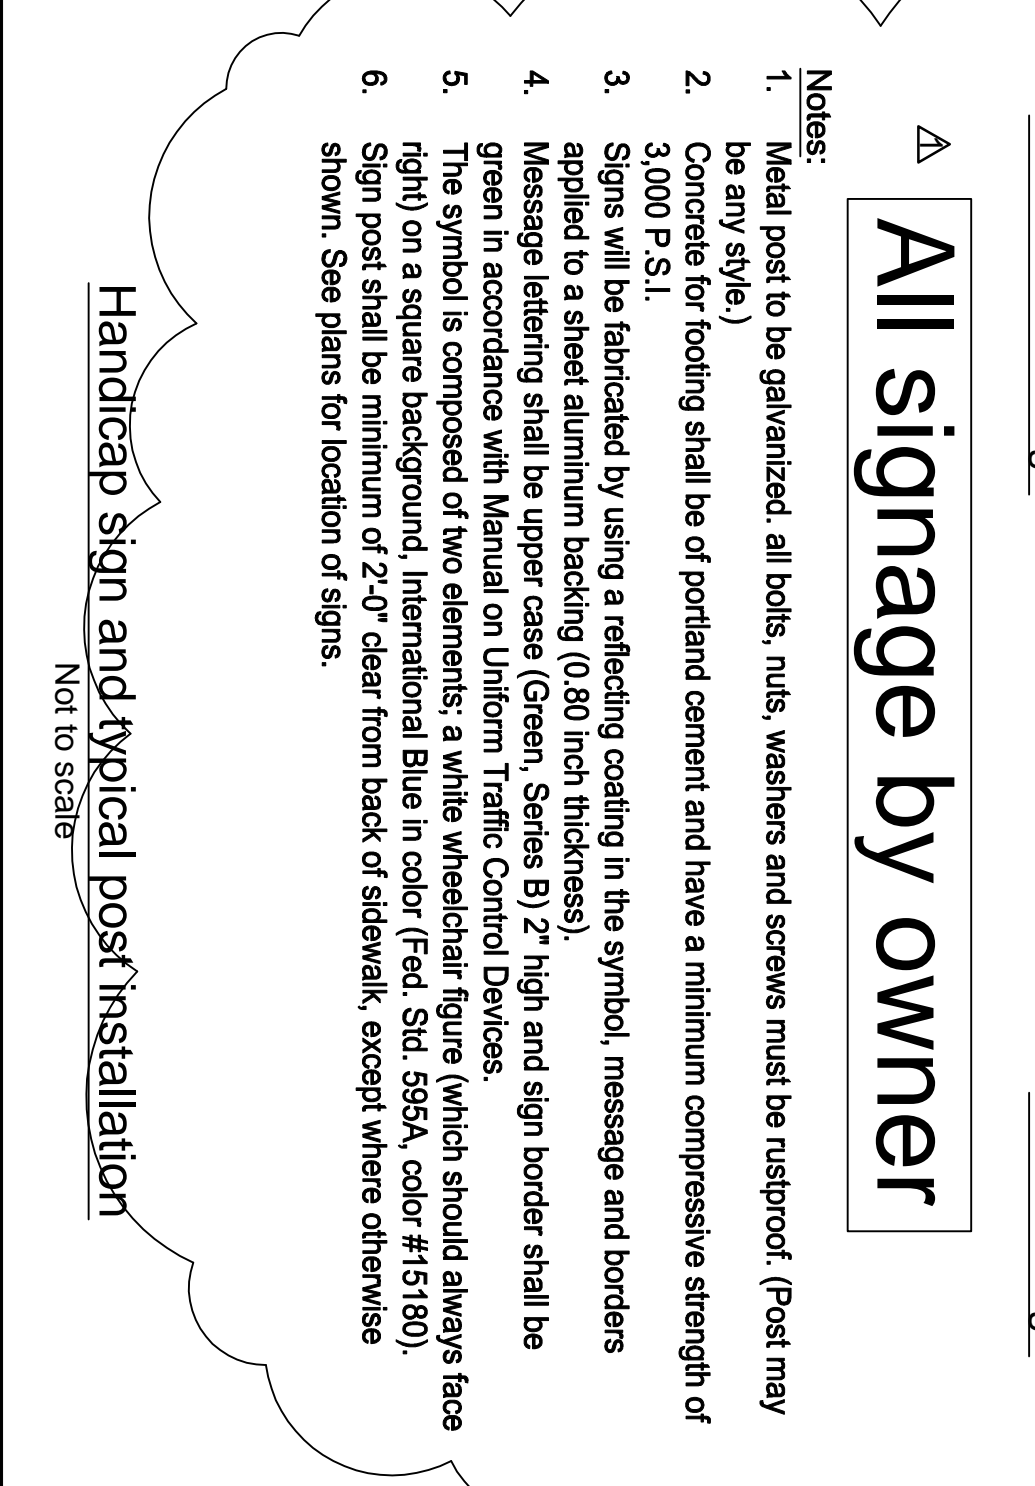 1
All signage by owner
Notes:
1. Metal post to be galvanized. all bolts, nuts, washers and screws must be rustproof. (Post may
be any style.)
2. Concrete for footing shall be of portland cement and have a minimum compressive strength of
3,000 P.S.I.
3. Signs will be fabricated by using a reflecting coating in the symbol, message and borders
applied to a sheet aluminum backing (0.80 inch thickness).
4. Message lettering shall be upper case (Green, Series B) 2" high and sign border shall be
green in accordance with Manual on Uniform Traffic Control Devices.
5. The symbol is composed of two elements; a white wheelchair figure (which should always face
right) on a square background, International Blue in color (Fed. Std. 595A, color #15180).
6. Sign post shall be minimum of 2'-0" clear from back of sidewalk, except where otherwise
shown. See plans for location of signs.
Handicap sign and typical post installation
Not to scale